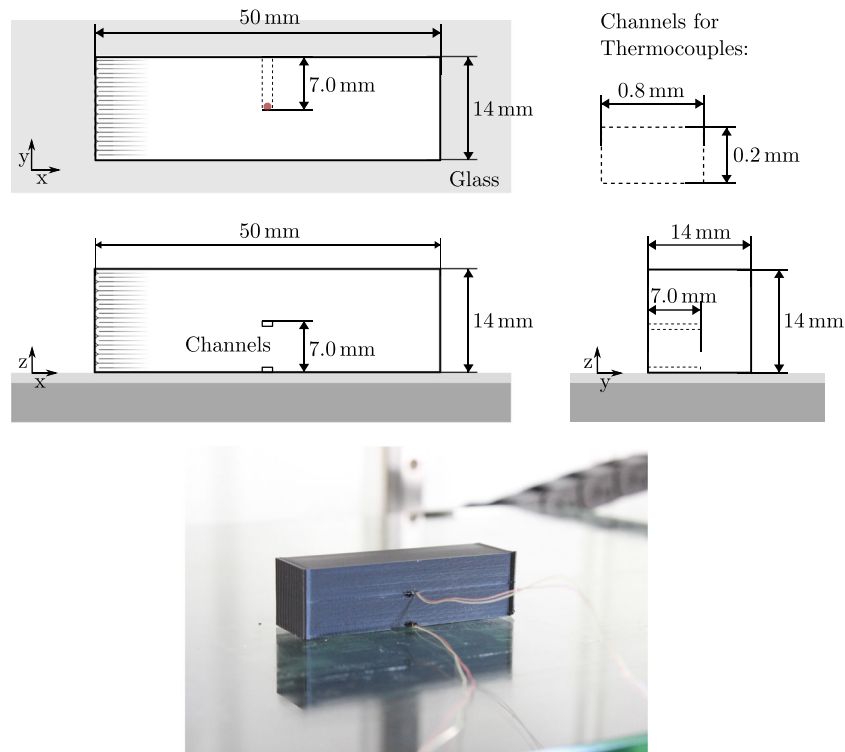 50 mm
Channels for
Thermocouples:
7.0 mm
14 mm
0.8 mm
0.2 mm
y
x
Glass
50 mm
14 mm
7.0 mm
14 mm
Channels
7.0 mm
14 mm
z
x
z
y